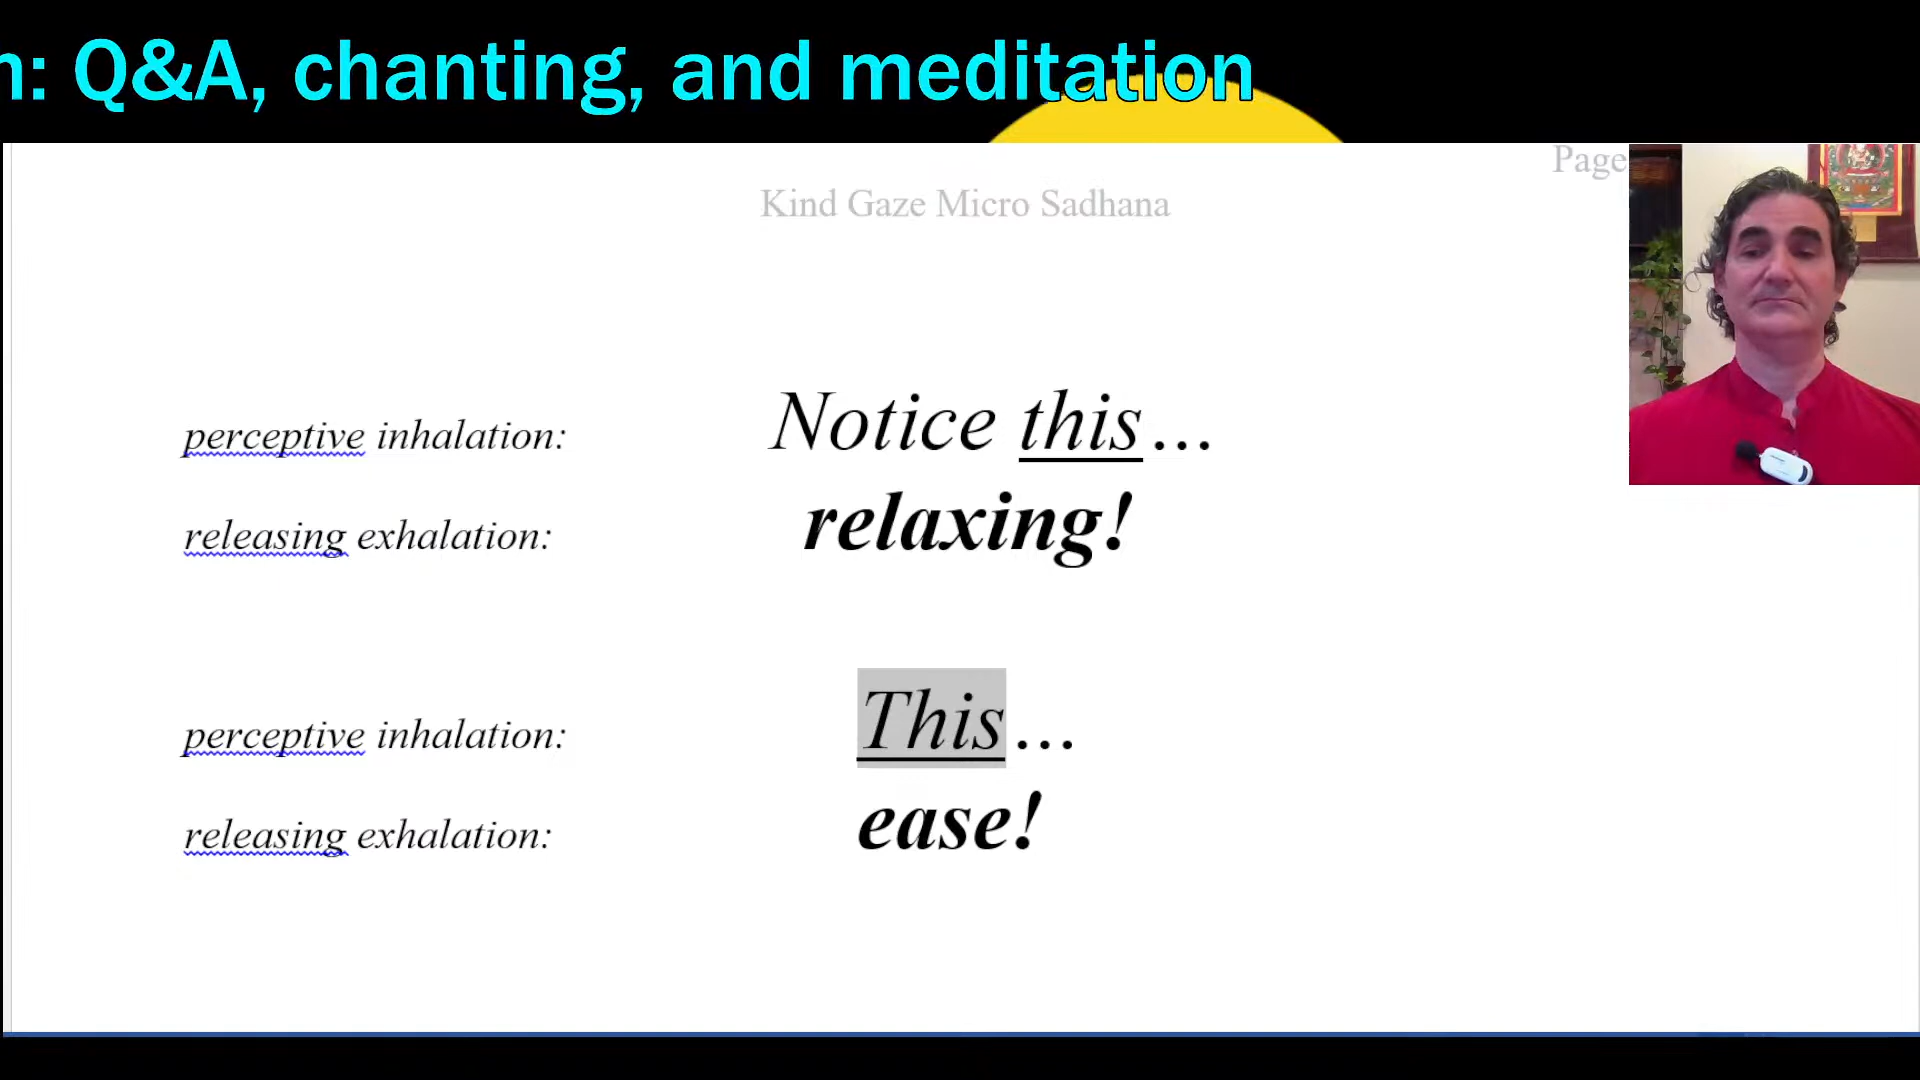 n: Q&A, chanting, and meditation
Page
Kind Gaze Micro Sadhana
perceptive inhalation: Notice this...
releasing exhalation: relaxing!
perceptive inhalation: This...
releasing exhalation: ease!